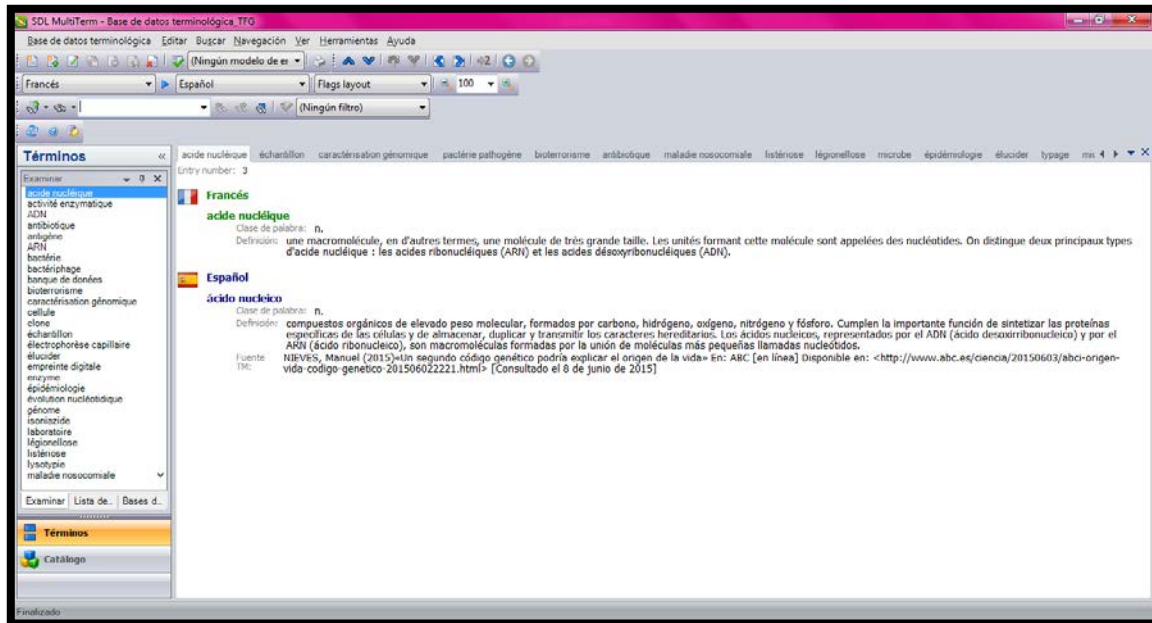 SDL MultiTerm - Base de datos terminológica_TFG
Base de datos terminológica Editar Buscar Navegación Ver Herramientas Ayuda
(Ningún modelo de er
Francés Español Flags layout 100
(Ningún filtro)
Términos
acide nucléique échantillon caractérisation génomique pactérie pathogène bioterrorisme antibiotique maladie nosocomiale listériose légionellose microbe épidémiologie élucider typage
Examinar
acide nucléique
activité enzymatique
ADN
antibiotique
antigène
ARN
bactérie
bactériphage
banque de donées
bioterrorisme
caractérisation génomique
cellule
clone
échantillon
électrophorèse capillaire
élucider
empreinte digitale
enzyme
épidémiologie
évolution nucléotidique
génome
isoniazide
laboratoire
légionellose
listériose
lysotypie
maladie nosocomiale
Examinar Lista de... Bases d...
Términos
Catálogo
Finalizado
Entry number: 3
Francés
acide nucléique
Clase de palabra: n.
Definición: une macromolécule, en d'autres termes, une molécule de très grande taille. Les unités formant cette molécule sont appelées des nucléotides. On distingue deux principaux types
d'acide nucléique : les acides ribonucléiques (ARN) et les acides désoxyribonucléiques (ADN).
Español
ácido nucleico
Clase de palabra: n.
Definición: compuestos orgánicos de elevado peso molecular, formados por carbono, hidrógeno, oxígeno, nitrógeno y fósforo. Cumplen la importante función de sintetizar las proteínas
específicas de las células y de almacenar, duplicar y transmitir los caracteres hereditarios. Los ácidos nucleicos, representados por el ADN (ácido desoxirribonucleico) y por el
ARN (ácido ribonucleico), son macromoléculas formadas por la unión de moléculas más pequeñas llamadas nucleótidos.
Fuente TM: NIEVES, Manuel (2015)«Un segundo código genético podría explicar el origen de la vida» En: ABC [en línea] Disponible en: <http://www.abc.es/ciencia/20150603/abci-origen-
vida-codigo-genetico-201506022221.html> [Consultado el 8 de junio de 2015]